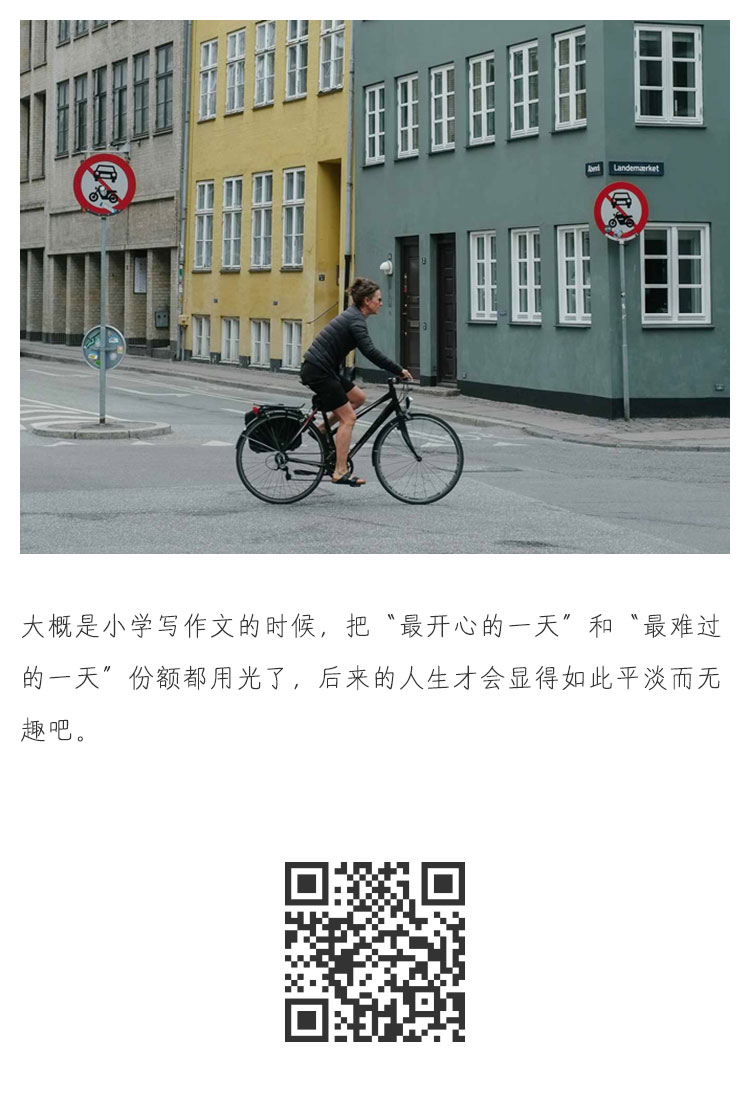 Åbenrå
Landemærket
大概是小学写作文的时候，把“最开心的一天”和“最难过
的一天”份额都用光了，后来的人生才会显得如此平淡而无
趣吧。